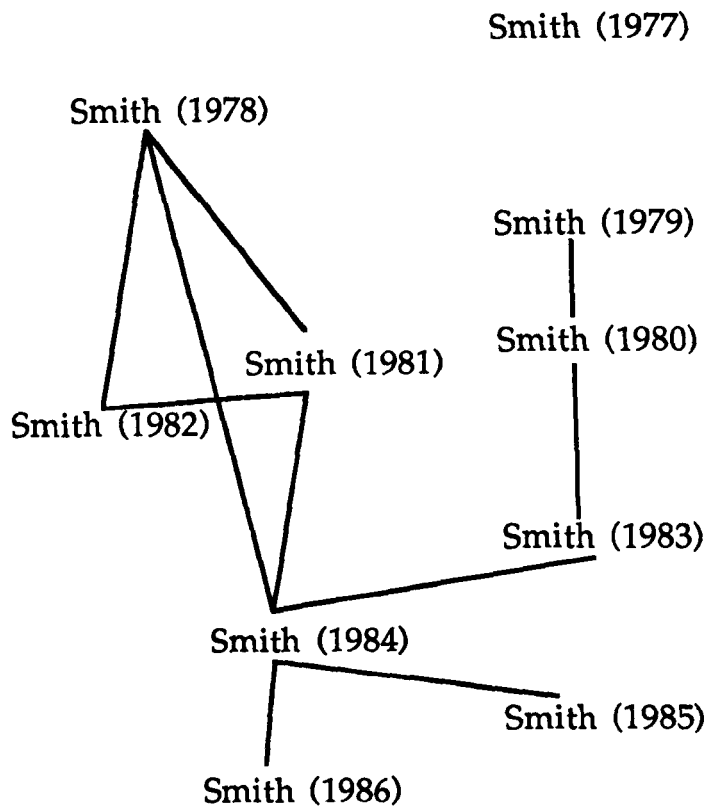 Smith (1977)
Smith (1978)
Smith (1979)
Smith (1980)
Smith (1981)
Smith (1982)
Smith (1983)
Smith (1984)
Smith (1985)
Smith (1986)